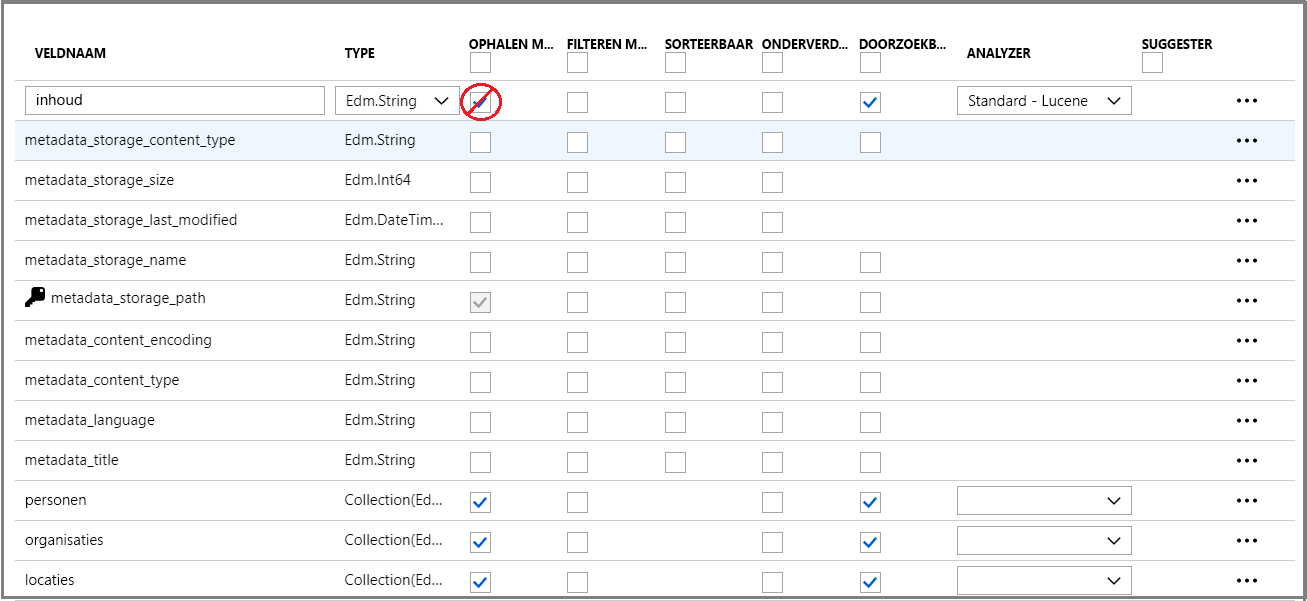 VELDNAAM TYPE OPHALEN M... FILTEREN M... SORTEERBAAR ONDERVERD... DOORZOEKB... ANALYZER SUGGESTER
inhoud Edm.String Standard - Lucene
metadata_storage_content_type Edm.String
metadata_storage_size Edm.Int64
metadata_storage_last_modified Edm.DateTim...
metadata_storage_name Edm.String
metadata_storage_path Edm.String
metadata_content_encoding Edm.String
metadata_content_type Edm.String
metadata_language Edm.String
metadata_title Edm.String
personen Collection(Ed...
organisaties Collection(Ed...
locaties Collection(Ed...